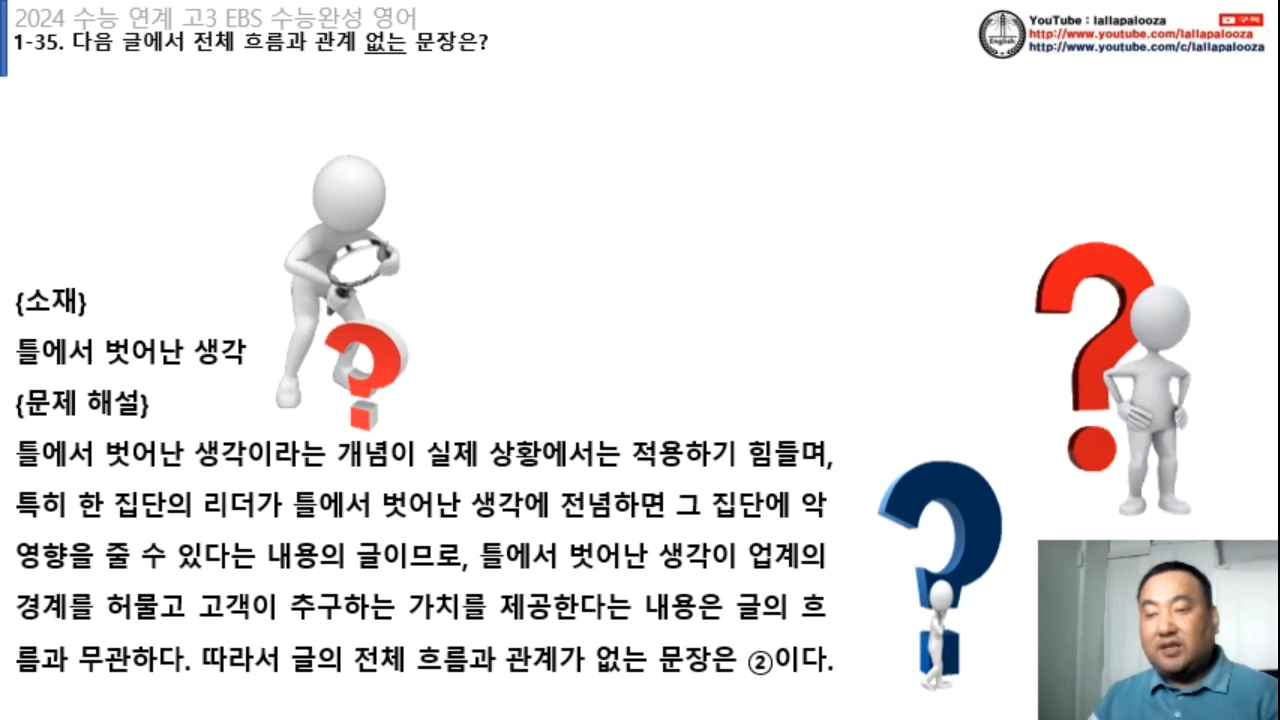 2024 수능 연계 고3 EBS 수능완성 영어
1-35. 다음 글에서 전체 흐름과 관계 없는 문장은?
YouTube : lallapalooza
구독
http://www.youtube.com/lallapalooza
http://www.youtube.com/c/lallapalooza
English
{소재}
틀에서 벗어난 생각
{문제 해설}
틀에서 벗어난 생각이라는 개념이 실제 상황에서는 적용하기 힘들며,
특히 한 집단의 리더가 틀에서 벗어난 생각에 전념하면 그 집단에 악
영향을 줄 수 있다는 내용의 글이므로, 틀에서 벗어난 생각이 업계의
경계를 허물고 고객이 추구하는 가치를 제공한다는 내용은 글의 흐
름과 무관하다. 따라서 글의 전체 흐름과 관계가 없는 문장은 ②이다.